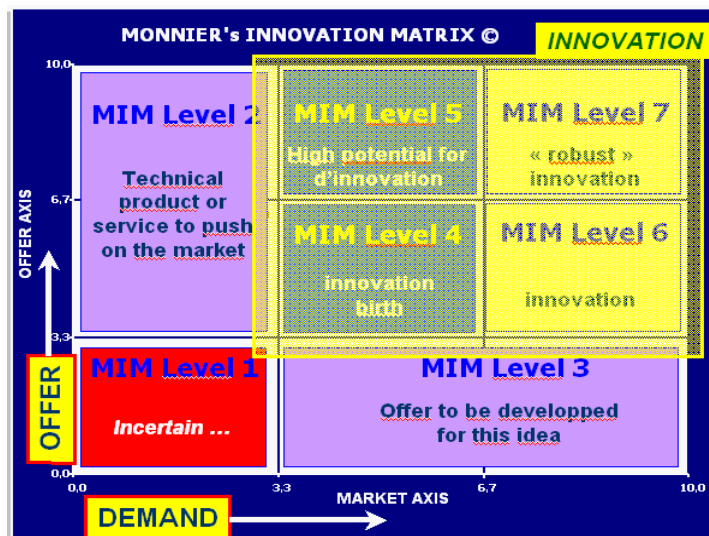 MONNIER's INNOVATION MATRIX ©
INNOVATION
10,0
MIM Level 2
MIM Level 5
MIM Level 7
High potential for
d'innovation
« robust »
innovation
Technical
product or
service to push
on the market
6,7
MIM Level 4
MIM Level 6
innovation
birth
innovation
OFFER AXIS
3,3
MIM Level 1
MIM Level 3
Incertain ...
Offer to be developped
for this idea
OFFER
0,0
0,0
3,3
6,7
10,0
MARKET AXIS
DEMAND